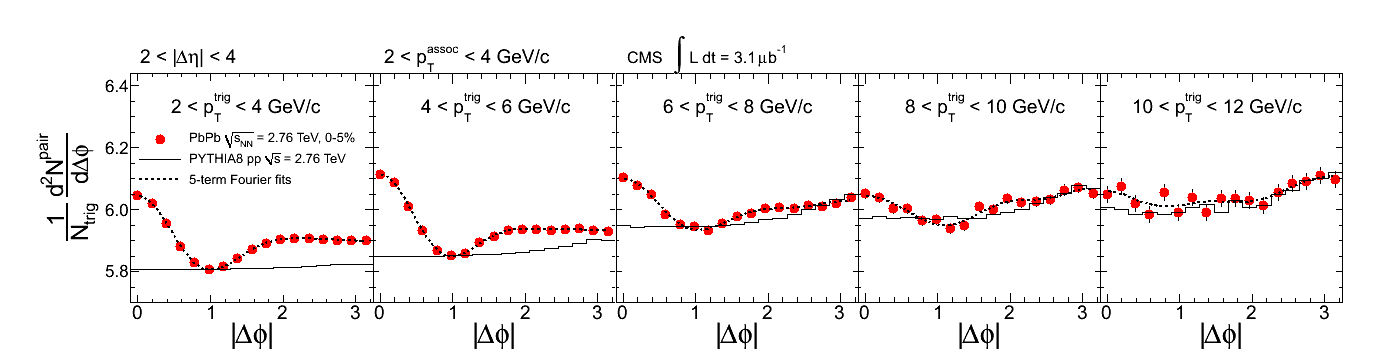 2 < |Δη| < 4
2 < p_T^assoc < 4 GeV/c
CMS ∫ L dt = 3.1 μb^-1
2 < p_T^trig < 4 GeV/c
4 < p_T^trig < 6 GeV/c
6 < p_T^trig < 8 GeV/c
8 < p_T^trig < 10 GeV/c
10 < p_T^trig < 12 GeV/c
PbPb √s_NN = 2.76 TeV, 0-5%
PYTHIA8 pp √s = 2.76 TeV
5-term Fourier fits
1/N_trig d²N^pair/dΔφ
6.4
6.2
6.0
5.8
0 1 2 3
0 1 2 3
0 1 2 3
0 1 2 3
0 1 2 3
|Δφ|
|Δφ|
|Δφ|
|Δφ|
|Δφ|